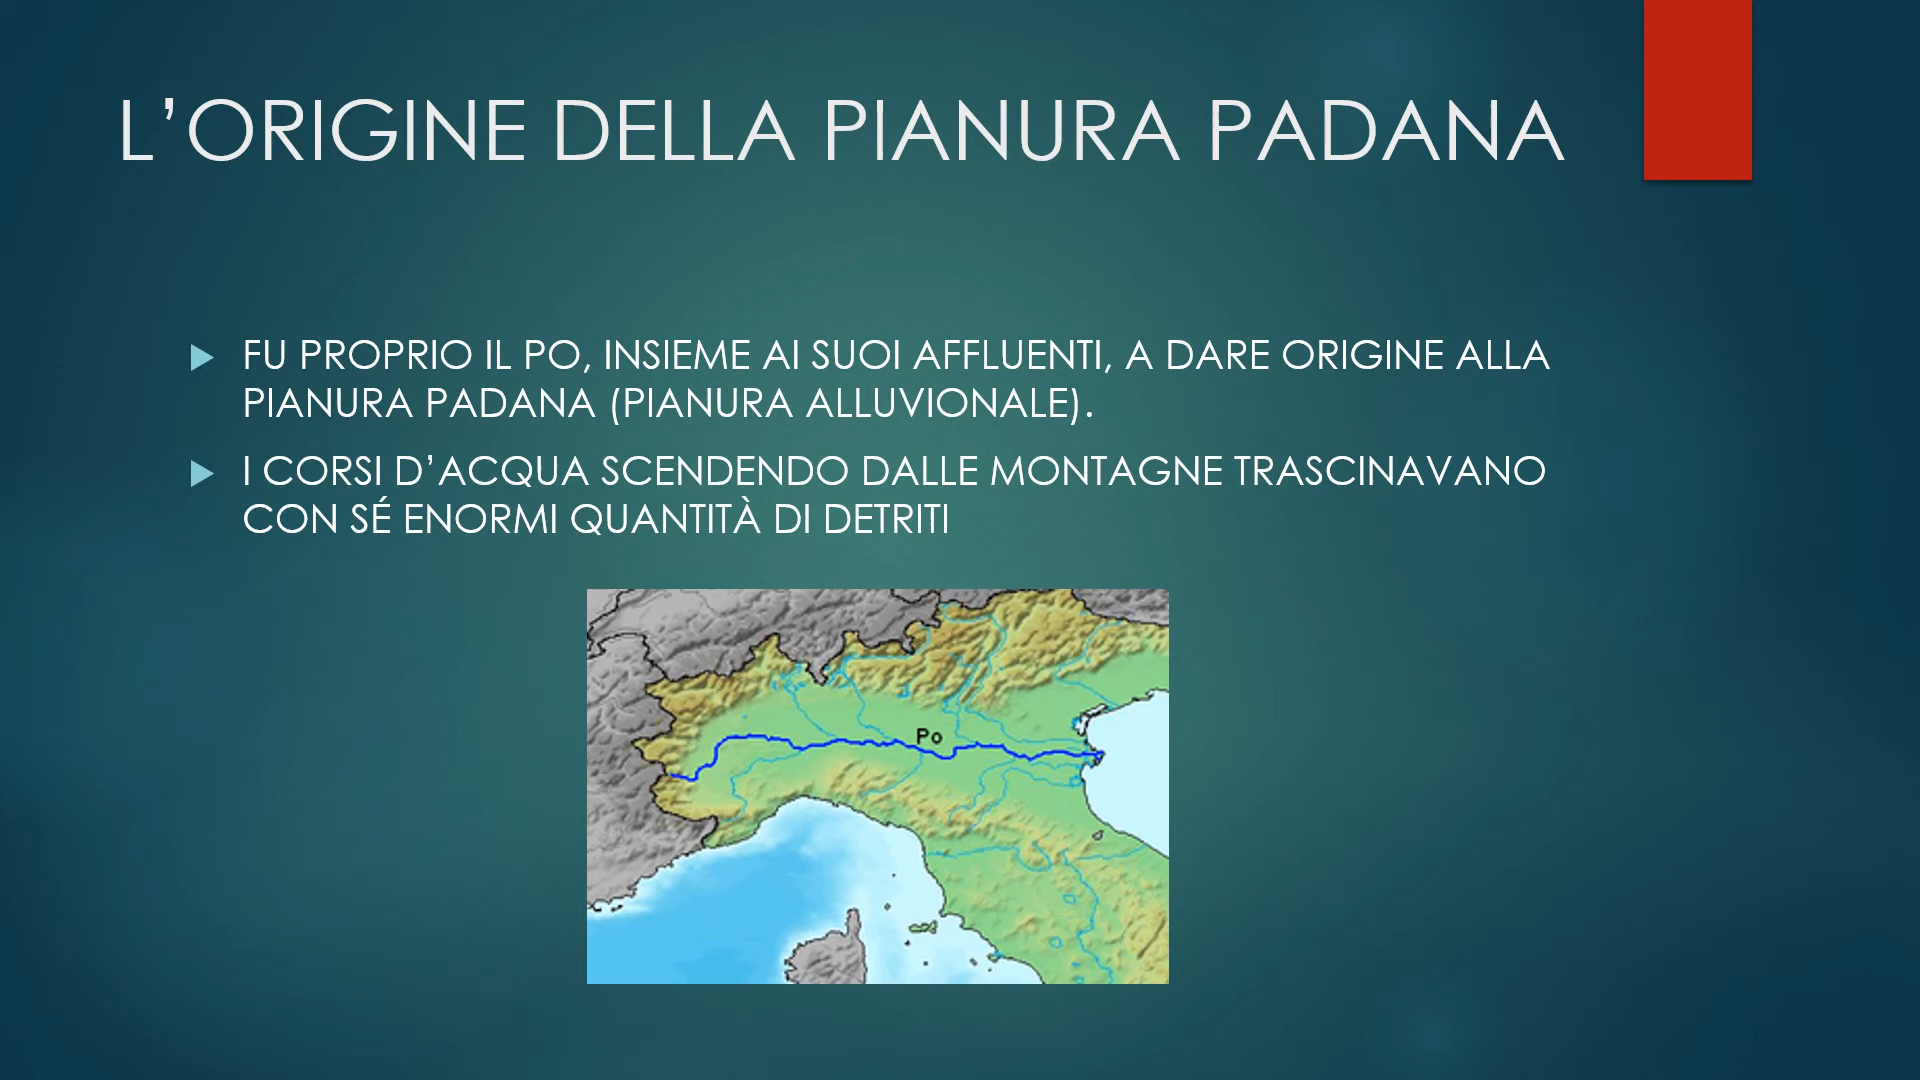 L’ORIGINE DELLA PIANURA PADANA
FU PROPRIO IL PO, INSIEME AI SUOI AFFLUENTI, A DARE ORIGINE ALLA
PIANURA PADANA (PIANURA ALLUVIONALE).
I CORSI D’ACQUA SCENDENDO DALLE MONTAGNE TRASCINAVANO
CON SÉ ENORMI QUANTITÀ DI DETRITI
Po